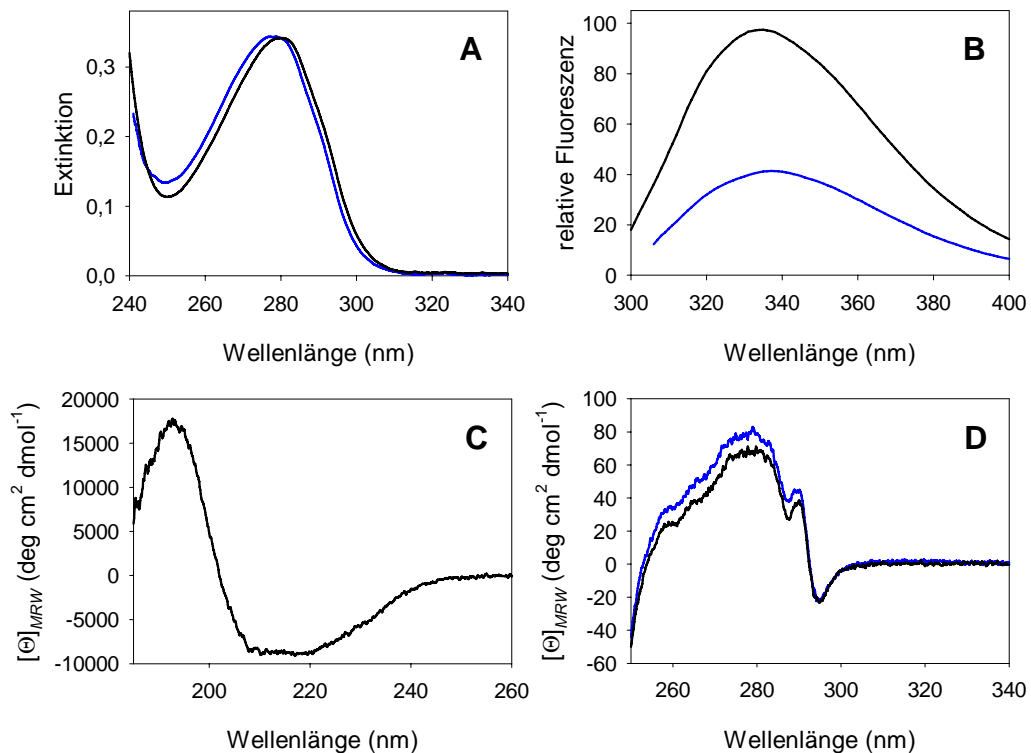 A
Extinktion
0,3
0,2
0,1
0,0
240 260 280 300 320 340
Wellenlänge (nm)
B
relative Fluoreszenz
100
80
60
40
20
0
300 320 340 360 380 400
Wellenlänge (nm)
C
[Θ]MRW (deg cm² dmol⁻¹)
20000
15000
10000
5000
0
-5000
-10000
200 220 240 260
Wellenlänge (nm)
D
[Θ]MRW (deg cm² dmol⁻¹)
100
80
60
40
20
0
-20
-40
-60
260 280 300 320 340
Wellenlänge (nm)